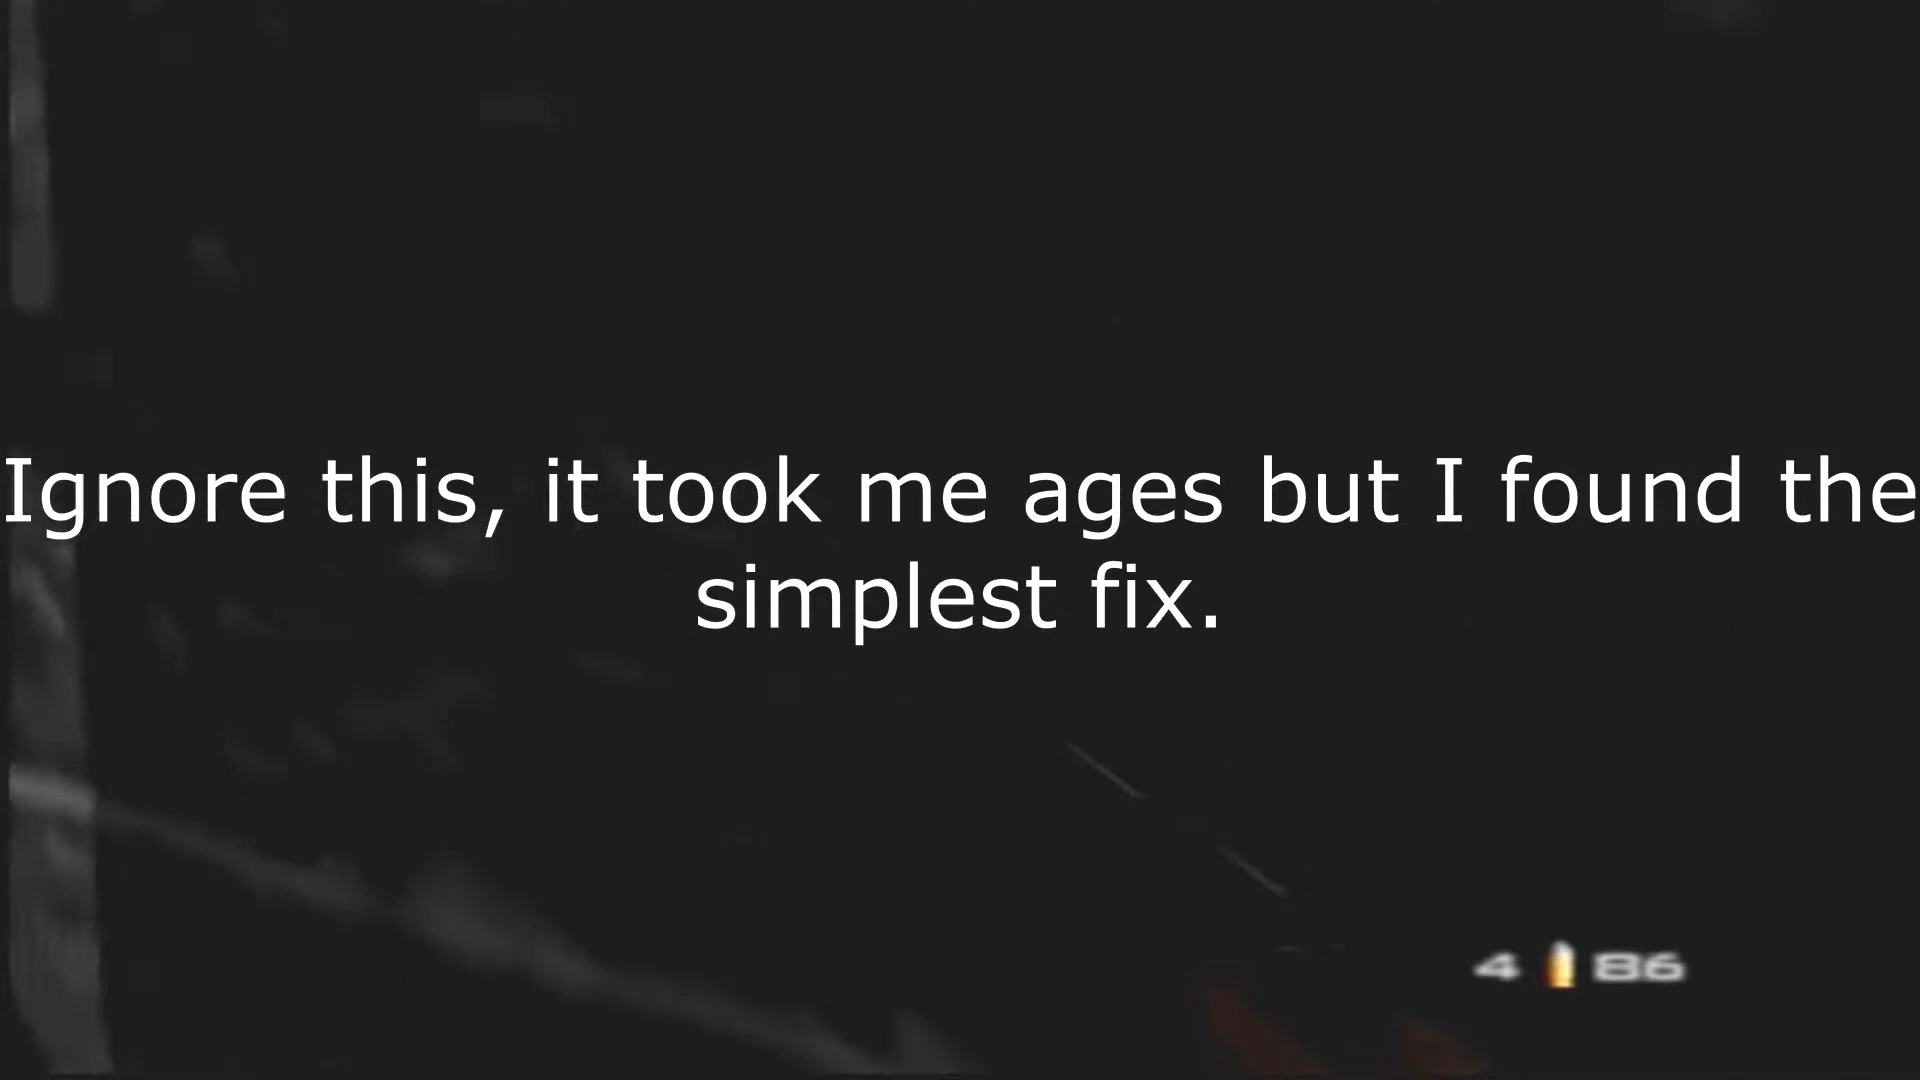 Ignore this, it took me ages but I found the
simplest fix.
4 86